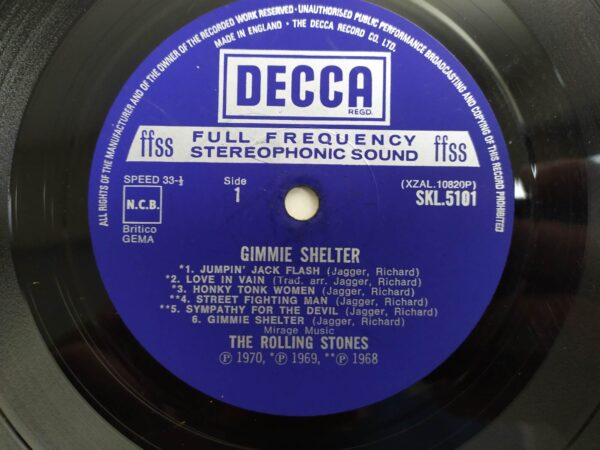 ALL RIGHTS OF THE MANUFACTURER AND OF THE OWNER OF THE RECORDED WORK RESERVED · UNAUTHORISED PUBLIC PERFORMANCE BROADCASTING AND COPYING OF THIS RECORD PROHIBITED
MADE IN ENGLAND · THE DECCA RECORD CO. LTD.
DECCA
REGD.
ffss FULL FREQUENCY ffss
STEREOPHONIC SOUND
SPEED 33-⅓ Side (XZAL.10820P)
N.C.B. 1 SKL.5101
Britico
GEMA
GIMMIE SHELTER
*1. JUMPIN' JACK FLASH (Jagger, Richard)
*2. LOVE IN VAIN (Trad. arr. Jagger, Richard)
*3. HONKY TONK WOMEN (Jagger, Richard)
**4. STREET FIGHTING MAN (Jagger, Richard)
**5. SYMPATHY FOR THE DEVIL (Jagger, Richard)
6. GIMMIE SHELTER (Jagger, Richard)
Mirage Music
THE ROLLING STONES
℗ 1970, *℗ 1969, **℗ 1968